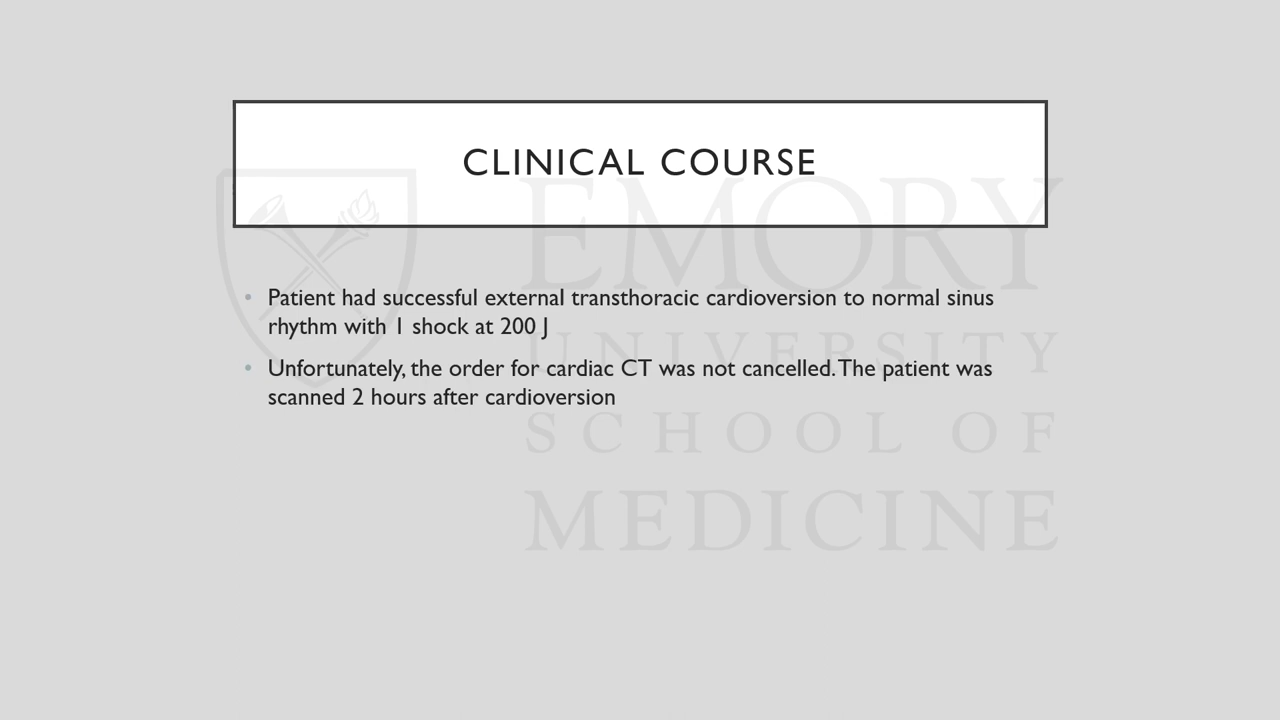 CLINICAL COURSE
• Patient had successful external transthoracic cardioversion to normal sinus
rhythm with 1 shock at 200 J
• Unfortunately, the order for cardiac CT was not cancelled. The patient was
scanned 2 hours after cardioversion
EMORY
UNIVERSITY
SCHOOL OF
MEDICINE